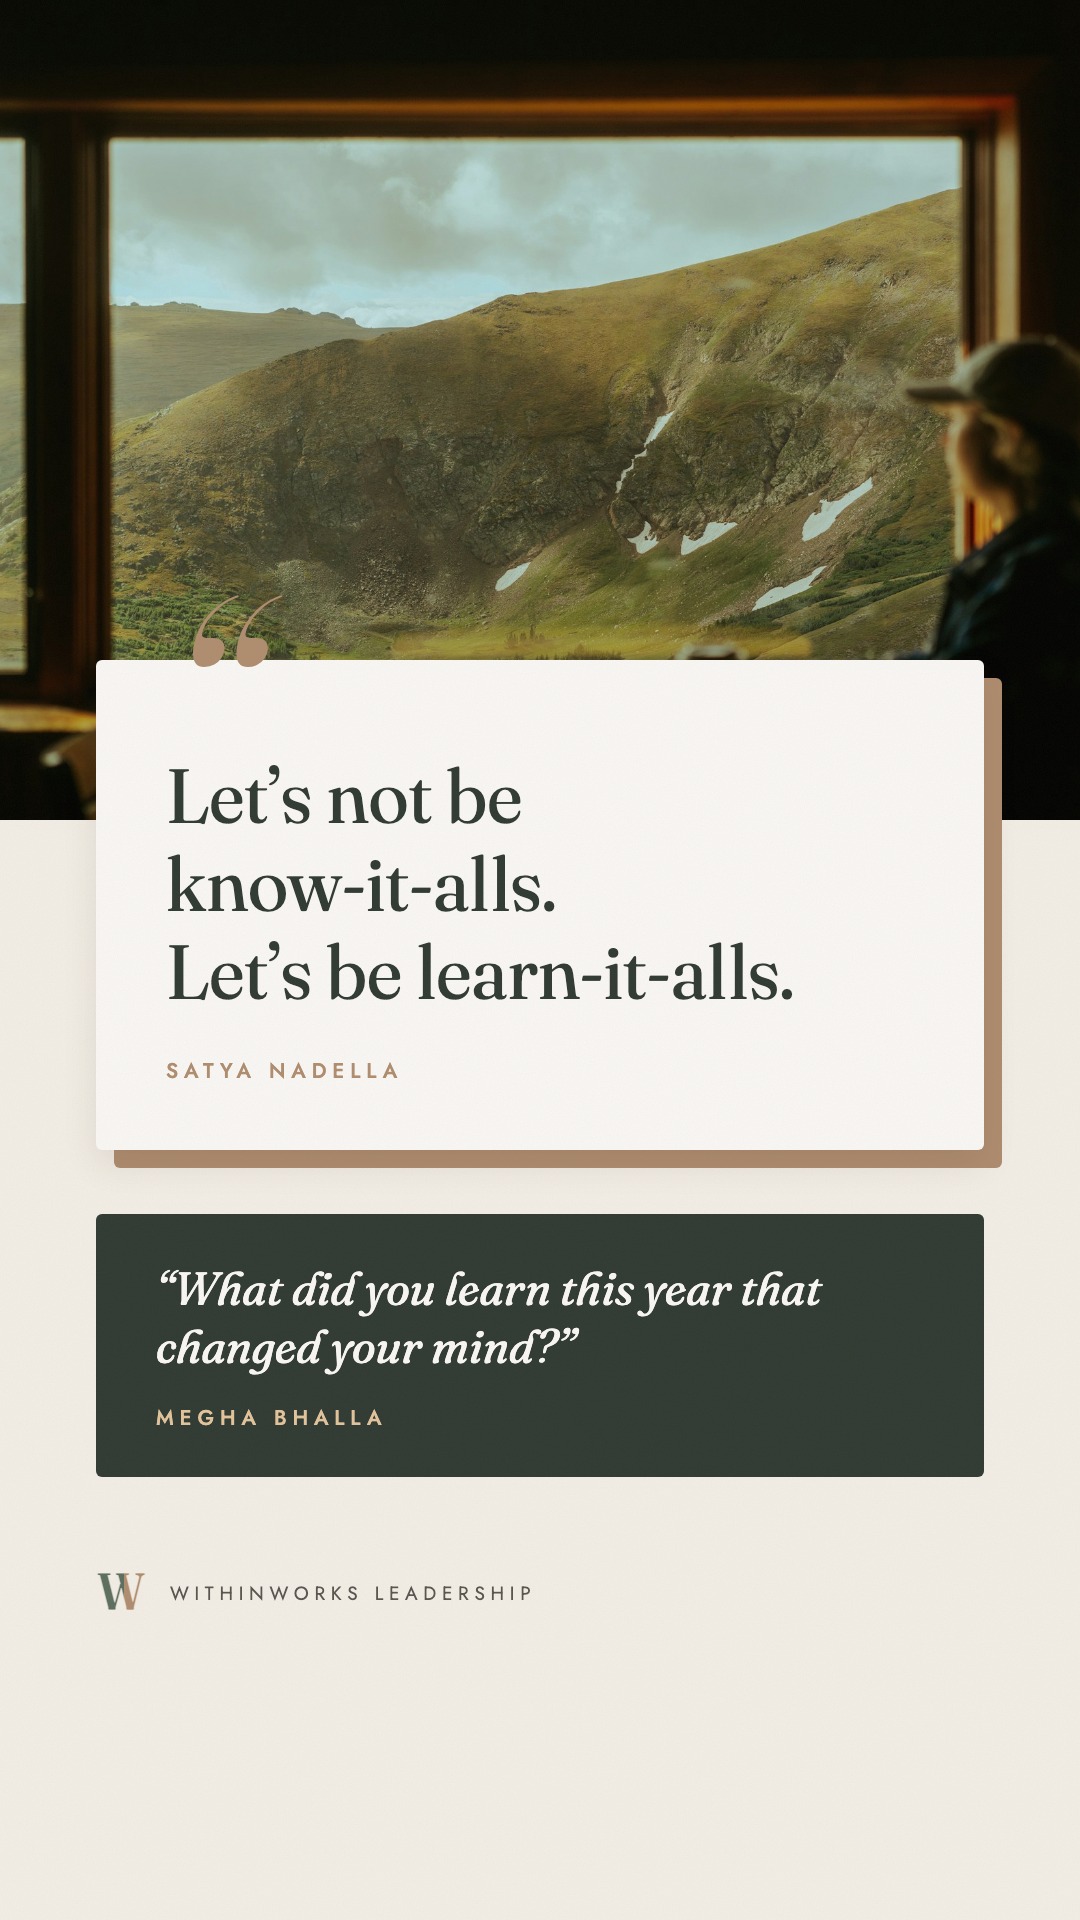 “
Let’s not be
know-it-alls.
Let’s be learn-it-alls.
SATYA NADELLA
“What did you learn this year that
changed your mind?”
MEGHA BHALLA
W WITHINWORKS LEADERSHIP